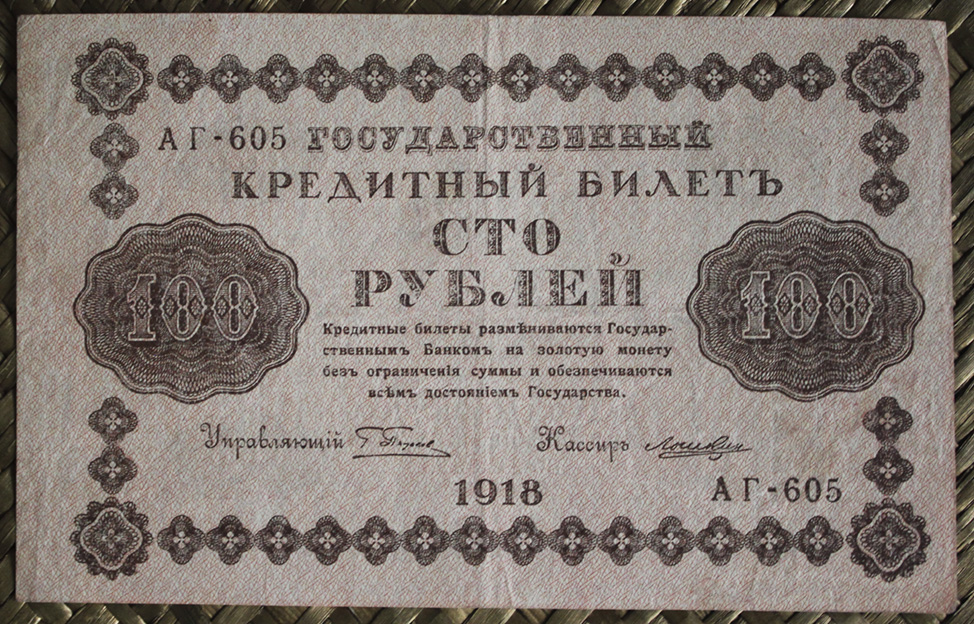 АГ-605 ГОСУДАРСТВЕННЫЙ
КРЕДИТНЫЙ БИЛЕТЪ
СТО
РУБЛЕЙ
100 100
Кредитные билеты размѣниваются Государ-
ственнымъ Банкомъ на золотую монету
безъ ограниченія суммы и обезпечиваются
всѣмъ достояніемъ Государства.
Управляющій Кассиръ
1918 АГ-605